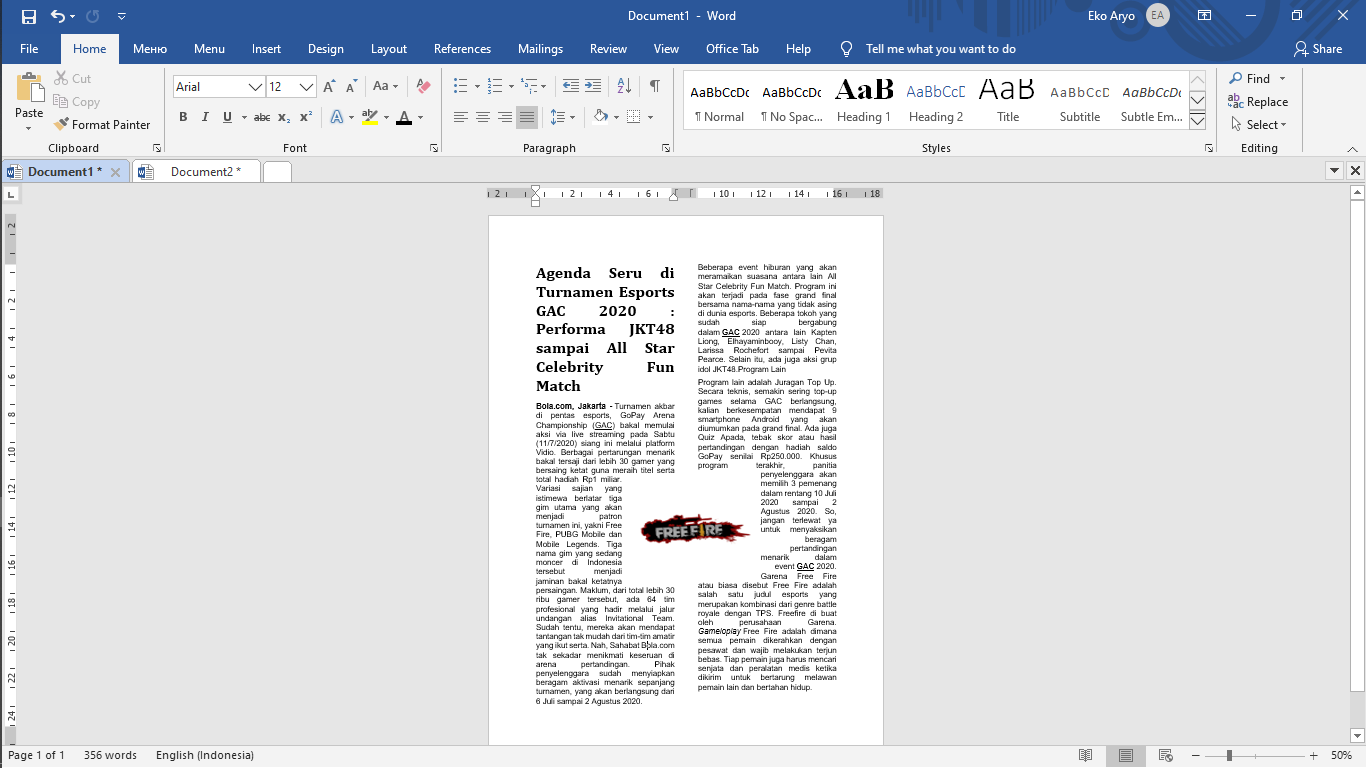 Document1 - Word
Eko Aryo
EA
File
Home
Меню
Menu
Insert
Design
Layout
References
Mailings
Review
View
Office Tab
Help
Tell me what you want to do
Share
Paste
Cut
Copy
Format Painter
Clipboard
Arial
12
Font
Paragraph
AaBbCcDc
¶ Normal
AaBbCcDc
¶ No Spac...
AaB
Heading 1
AaBbCcD
Heading 2
AaB
Title
AaBbCcD
Subtitle
AaBbCcDc
Subtle Em...
Styles
Find
Replace
Select
Editing
Document1 *
Document2 *
2 2 4 6 10 12 14 16 18
Agenda Seru di
Turnamen Esports
GAC 2020 :
Performa JKT48
sampai All Star
Celebrity Fun
Match
Bola.com, Jakarta - Turnamen akbar
di pentas esports, GoPay Arena
Championship (GAC) bakal memulai
aksi via live streaming pada Sabtu
(11/7/2020) siang ini melalui platform
Vidio. Berbagai pertarungan menarik
bakal tersaji dari lebih 30 gamer yang
bersaing ketat guna meraih titel serta
total hadiah Rp1 miliar.
Variasi sajian yang
istimewa berlatar tiga
gim utama yang akan
menjadi patron
turnamen ini, yakni Free
Fire, PUBG Mobile dan
Mobile Legends. Tiga
nama gim yang sedang
moncer di Indonesia
tersebut menjadi
jaminan bakal ketatnya
persaingan. Maklum, dari total lebih 30
ribu gamer tersebut, ada 64 tim
profesional yang hadir melalui jalur
undangan alias Invitational Team.
Sudah tentu, mereka akan mendapat
tantangan tak mudah dari tim-tim amatir
yang ikut serta. Nah, Sahabat Bola.com
tak sekadar menikmati keseruan di
arena pertandingan. Pihak
penyelenggara sudah menyiapkan
beragam aktivasi menarik sepanjang
turnamen, yang akan berlangsung dari
6 Juli sampai 2 Agustus 2020.
FREE FIRE
Beberapa event hiburan yang akan
meramaikan suasana antara lain All
Star Celebrity Fun Match. Program ini
akan terjadi pada fase grand final
bersama nama-nama yang tidak asing
di dunia esports. Beberapa tokoh yang
sudah siap bergabung
dalam GAC 2020 antara lain Kapten
Liong, Elhayaminbooy, Listy Chan,
Larissa Rochefort sampai Pevita
Pearce. Selain itu, ada juga aksi grup
idol JKT48.Program Lain
Program lain adalah Juragan Top Up.
Secara teknis, semakin sering top-up
games selama GAC berlangsung,
kalian berkesempatan mendapat 9
smartphone Android yang akan
diumumkan pada grand final. Ada juga
Quiz Apada, tebak skor atau hasil
pertandingan dengan hadiah saldo
GoPay senilai Rp250.000. Khusus
program terakhir, panitia
penyelenggara akan
memilih 3 pemenang
dalam rentang 10 Juli
2020 sampai 2
Agustus 2020. So,
jangan terlewat ya
untuk menyaksikan
beragam
pertandingan
menarik dalam
event GAC 2020.
Garena Free Fire
atau biasa disebut Free Fire adalah
salah satu judul esports yang
merupakan kombinasi dari genre battle
royale dengan TPS. Freefire di buat
oleh perusahaan Garena.
Gameloplay Free Fire adalah dimana
semua pemain dikerahkan dengan
pesawat dan wajib melakukan terjun
bebas. Tiap pemain juga harus mencari
senjata dan peralatan medis ketika
dikirim untuk bertarung melawan
pemain lain dan bertahan hidup.
Page 1 of 1
356 words
English (Indonesia)
50%